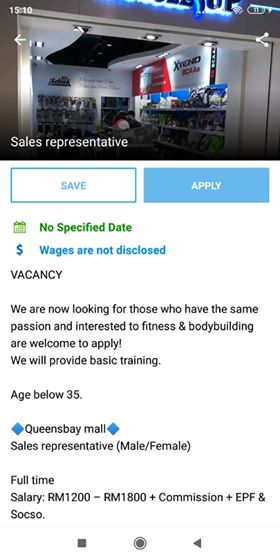 15:10
XTEND
BCAAs
Sales representative
SAVE
APPLY
No Specified Date
$ Wages are not disclosed
VACANCY
We are now looking for those who have the same
passion and interested to fitness & bodybuilding
are welcome to apply!
We will provide basic training.
Age below 35.
🔷Queensbay mall🔷
Sales representative (Male/Female)
Full time
Salary: RM1200 – RM1800 + Commission + EPF &
Socso.